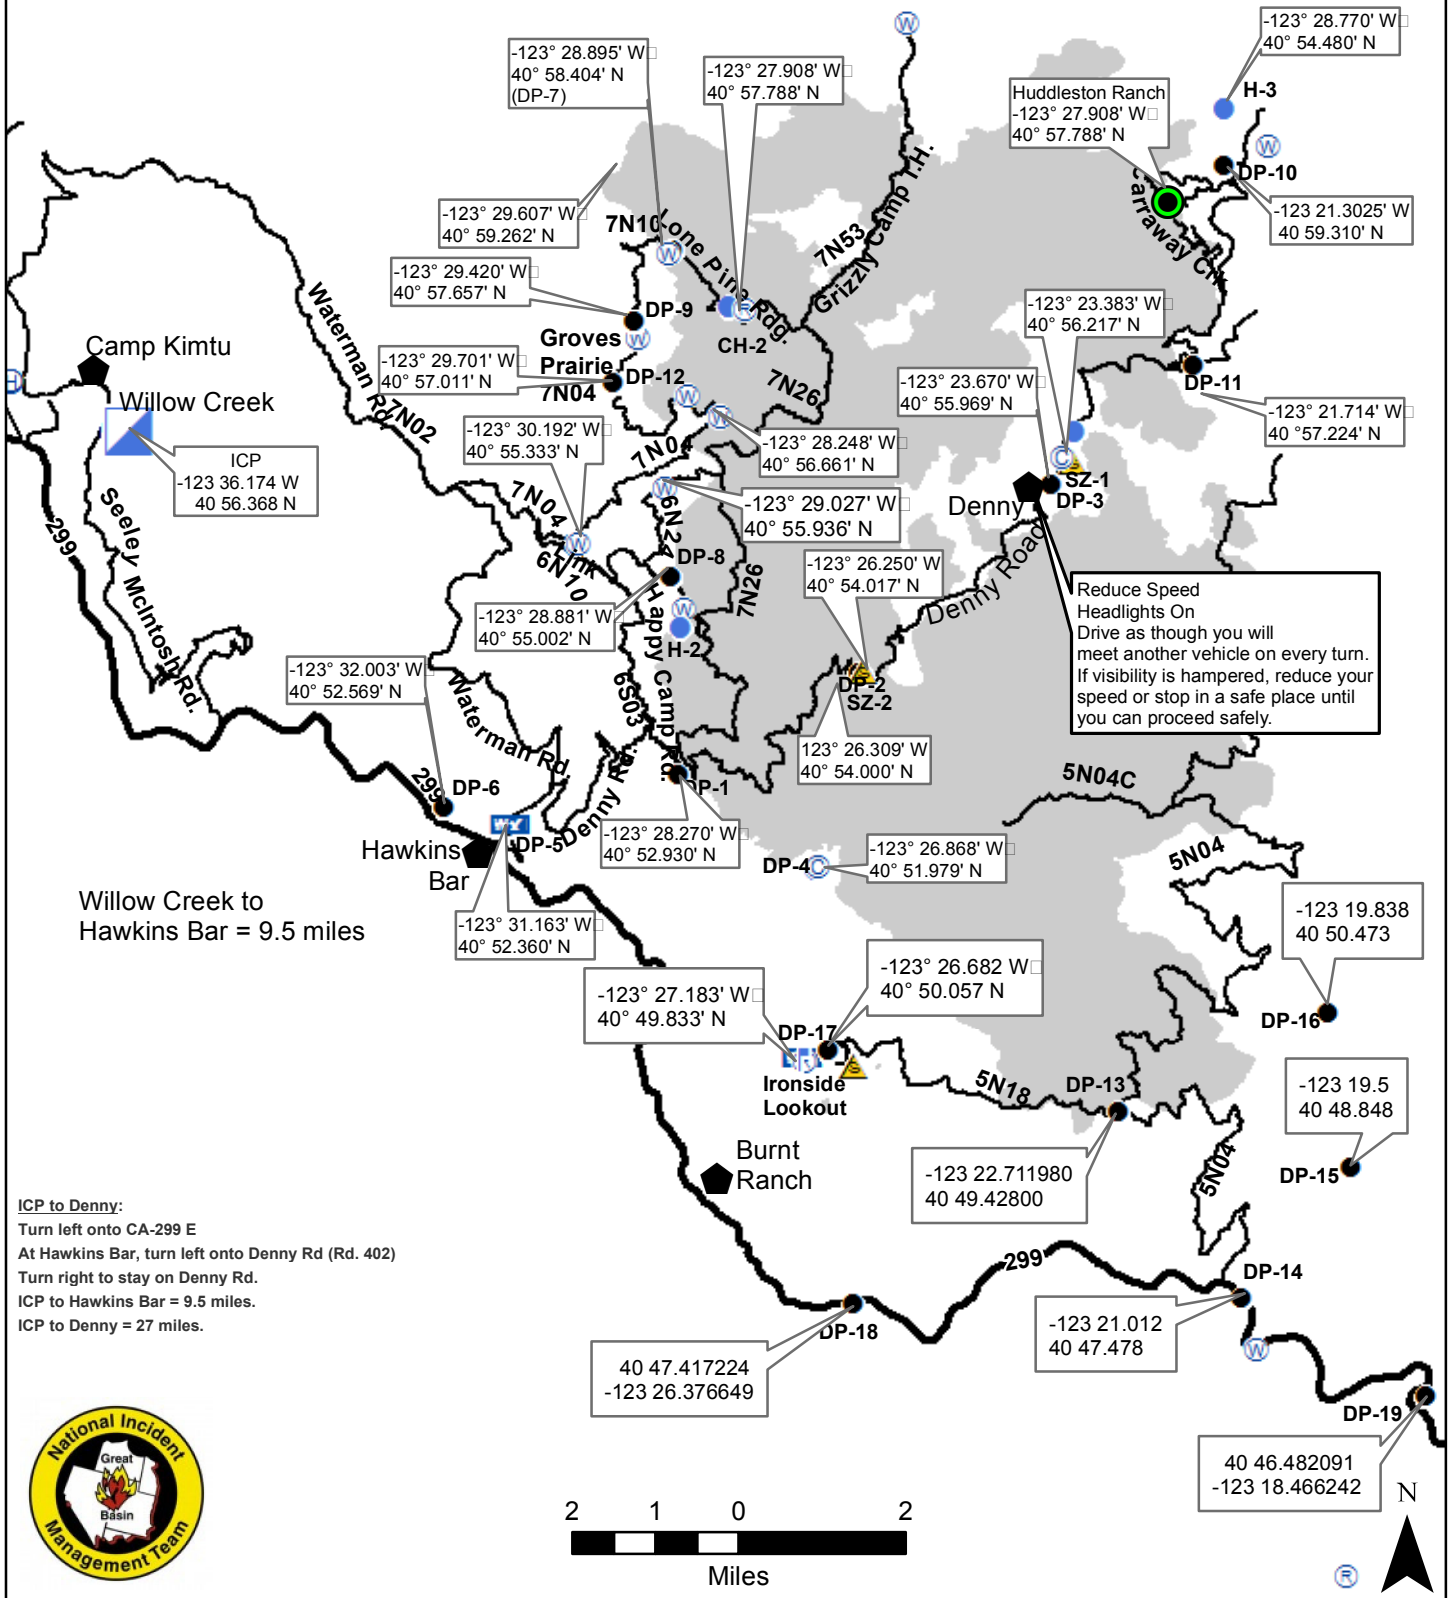 -123° 28.770' W
40° 54.480' N
H-3
-123° 28.895' W
40° 58.404' N
(DP-7)
-123° 27.908' W
40° 57.788' N
Huddleston Ranch
-123° 27.908' W
40° 57.788' N
W
W
DP-10
-123 21.3025' W
40 59.310' N
Carraway Ck.
-123° 29.607' W
40° 59.262' N
7N10
Lone Pine Rdg.
W
7N53
Grizzly Camp T.H.
-123° 29.420' W
40° 57.657' N
DP-9
W
CH-2
-123° 23.383' W
40° 56.217' N
Groves
Prairie
7N04
-123° 29.701' W
40° 57.011' N
DP-12
7N26
-123° 23.670' W
40° 55.969' N
DP-11
-123° 21.714' W
40 °57.224' N
Camp Kimtu
H
Willow Creek
ICP
-123 36.174 W
40 56.368 N
Waterman Rd.
7N02
-123° 30.192' W
40° 55.333' N
W
W
-123° 28.248' W
40° 56.661' N
7N04
7N04
Link
6N10
W
W
-123° 29.027' W
40° 55.936' N
6N24
C
S
SZ-1
DP-3
Denny
Denny Road
299
Seeley McIntosh Rd.
DP-8
-123° 28.881' W
40° 55.002' N
W
H-2
7N26
-123° 26.250' W
40° 54.017' N
Reduce Speed
Headlights On
Drive as though you will
meet another vehicle on every turn.
If visibility is hampered, reduce your
speed or stop in a safe place until
you can proceed safely.
-123° 32.003' W
40° 52.569' N
Waterman Rd.
6S03
Happy Camp Rd.
DP-2
SZ-2
123° 26.309' W
40° 54.000' N
299
DP-6
DP-1
Denny Rd.
-123° 28.270' W
40° 52.930' N
5N04C
Hawkins
Bar
DP-5
DP-4
C
-123° 26.868' W
40° 51.979' N
5N04
Willow Creek to
Hawkins Bar = 9.5 miles
-123° 31.163' W
40° 52.360' N
-123 19.838
40 50.473
DP-16
-123° 27.183' W
40° 49.833' N
-123° 26.682 W
40° 50.057 N
DP-17
S
Ironside
Lookout
5N18
DP-13
-123 19.5
40 48.848
DP-15
5N04
Burnt
Ranch
-123 22.711980
40 49.42800
ICP to Denny:
Turn left onto CA-299 E
At Hawkins Bar, turn left onto Denny Rd (Rd. 402)
Turn right to stay on Denny Rd.
ICP to Hawkins Bar = 9.5 miles.
ICP to Denny = 27 miles.
299
DP-14
-123 21.012
40 47.478
W
DP-18
40 47.417224
-123 26.376649
DP-19
40 46.482091
-123 18.466242
National Incident
Great
Basin
Management Team
2 1 0 2
Miles
N
R